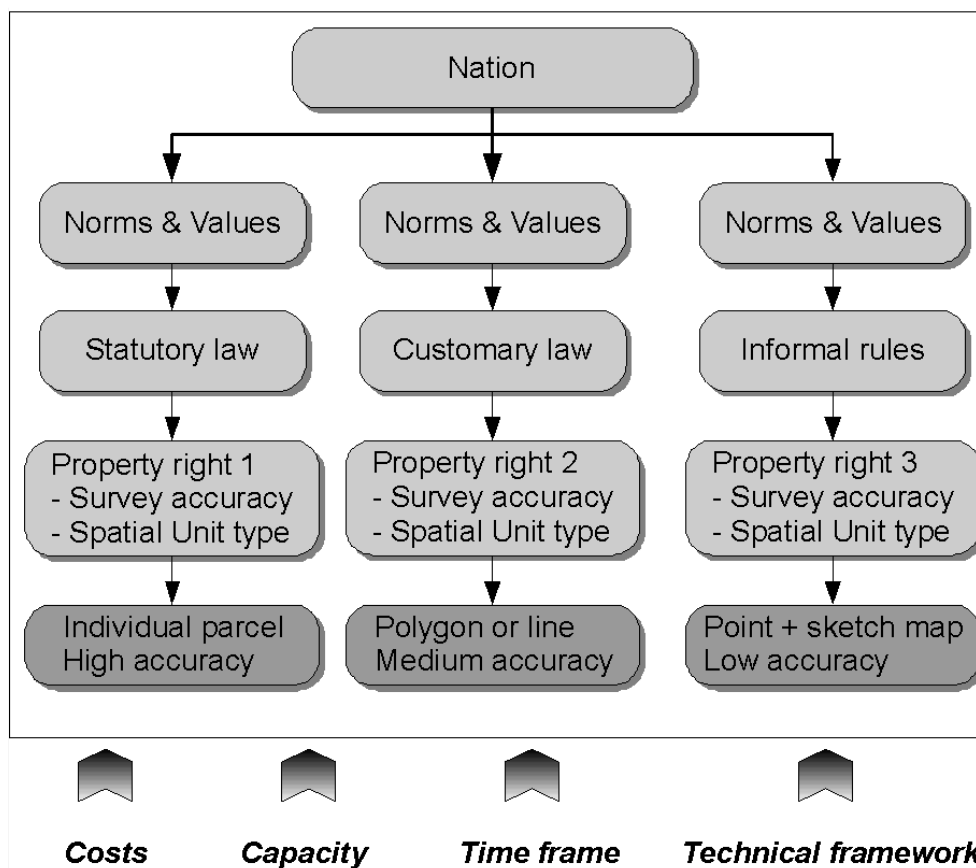 Nation
Norms & Values
Norms & Values
Norms & Values
Statutory law
Customary law
Informal rules
Property right 1
- Survey accuracy
- Spatial Unit type
Property right 2
- Survey accuracy
- Spatial Unit type
Property right 3
- Survey accuracy
- Spatial Unit type
Individual parcel
High accuracy
Polygon or line
Medium accuracy
Point + sketch map
Low accuracy
Costs
Capacity
Time frame
Technical framework